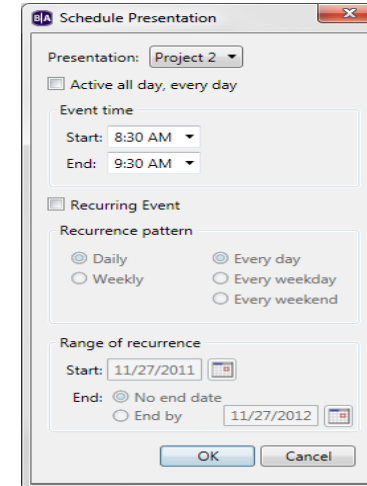 B|A Schedule Presentation
Presentation: Project 2
Active all day, every day
Event time
Start: 8:30 AM
End: 9:30 AM
Recurring Event
Recurrence pattern
Daily Every day
Weekly Every weekday
Every weekend
Range of recurrence
Start: 11/27/2011
End: No end date
End by 11/27/2012
OK Cancel